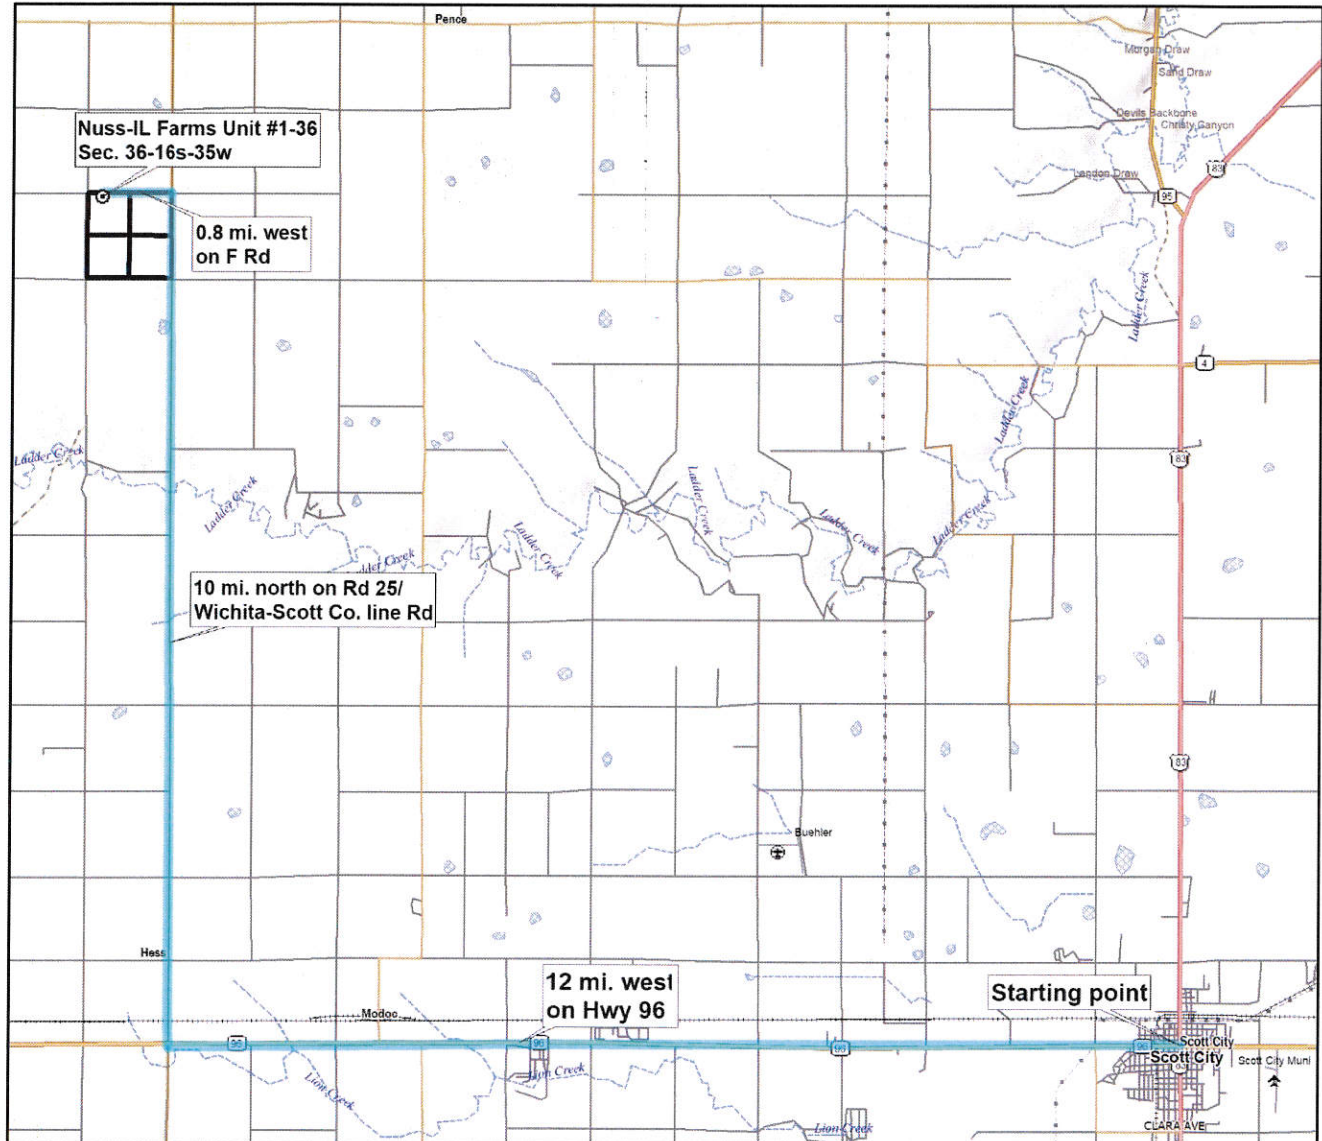 Pence
Morgan Draw
Sand Draw
Devils Backbone
Christy Canyon
Nuss-IL Farms Unit #1-36
Sec. 36-16s-35w
83
Landon Draw
95
0.8 mi. west
on F Rd
Ladder Creek
4
Ladder Creek
83
Ladder Creek
Ladder Creek
Ladder Creek
Ladder Creek
Ladder Creek
Ladder Creek
Ladder Creek
10 mi. north on Rd 25/
Wichita-Scott Co. line Rd
83
Buehler
Hess
12 mi. west
on Hwy 96
Starting point
Modoc
96
96
96
96
Scott City
Scott City
83
Scott City Muni
Lion Creek
Lion Creek
Lion Creek
CLARA AVE